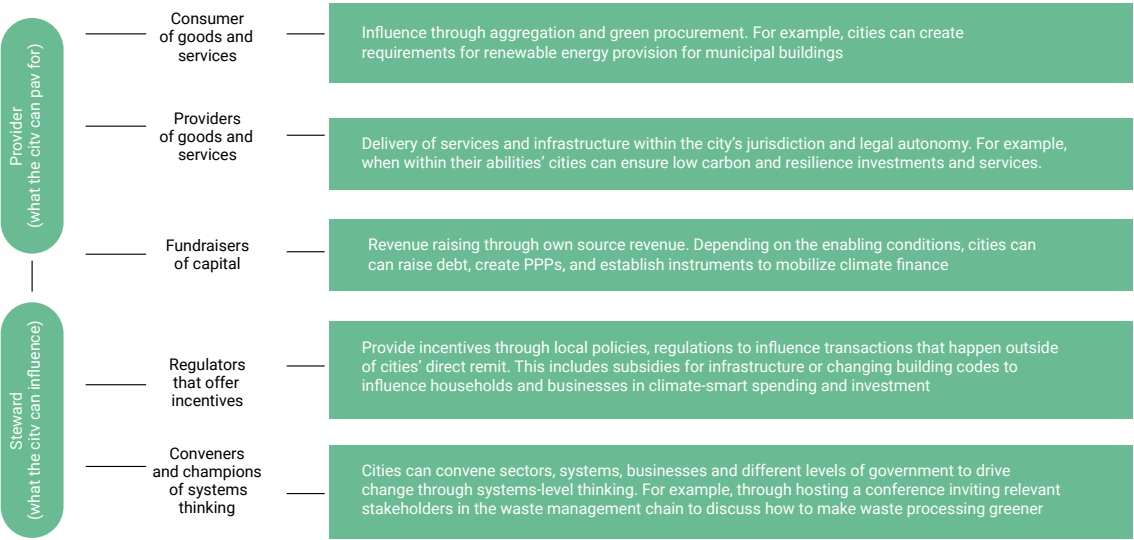 Provider
(what the city can pay for)
Consumer
of goods and
services
Influence through aggregation and green procurement. For example, cities can create
requirements for renewable energy provision for municipal buildings
Providers
of goods and
services
Delivery of services and infrastructure within the city's jurisdiction and legal autonomy. For example,
when within their abilities' cities can ensure low carbon and resilience investments and services.
Fundraisers
of capital
Revenue raising through own source revenue. Depending on the enabling conditions, cities can
can raise debt, create PPPs, and establish instruments to mobilize climate finance
Steward
(what the city can influence)
Regulators
that offer
incentives
Provide incentives through local policies, regulations to influence transactions that happen outside
of cities' direct remit. This includes subsidies for infrastructure or changing building codes to
influence households and businesses in climate-smart spending and investment
Conveners
and champions
of systems
thinking
Cities can convene sectors, systems, businesses and different levels of government to drive
change through systems-level thinking. For example, through hosting a conference inviting relevant
stakeholders in the waste management chain to discuss how to make waste processing greener